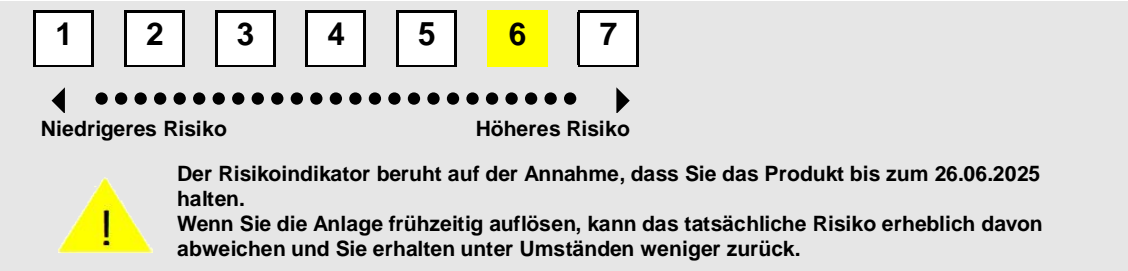 1 2 3 4 5 6 7
Niedrigeres Risiko Höheres Risiko
Der Risikoindikator beruht auf der Annahme, dass Sie das Produkt bis zum 26.06.2025
halten.
Wenn Sie die Anlage frühzeitig auflösen, kann das tatsächliche Risiko erheblich davon
abweichen und Sie erhalten unter Umständen weniger zurück.
!